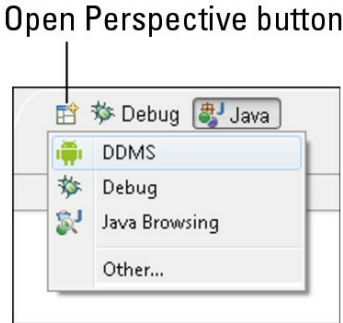 Open Perspective button
Debug Java
DDMS
Debug
Java Browsing
Other...